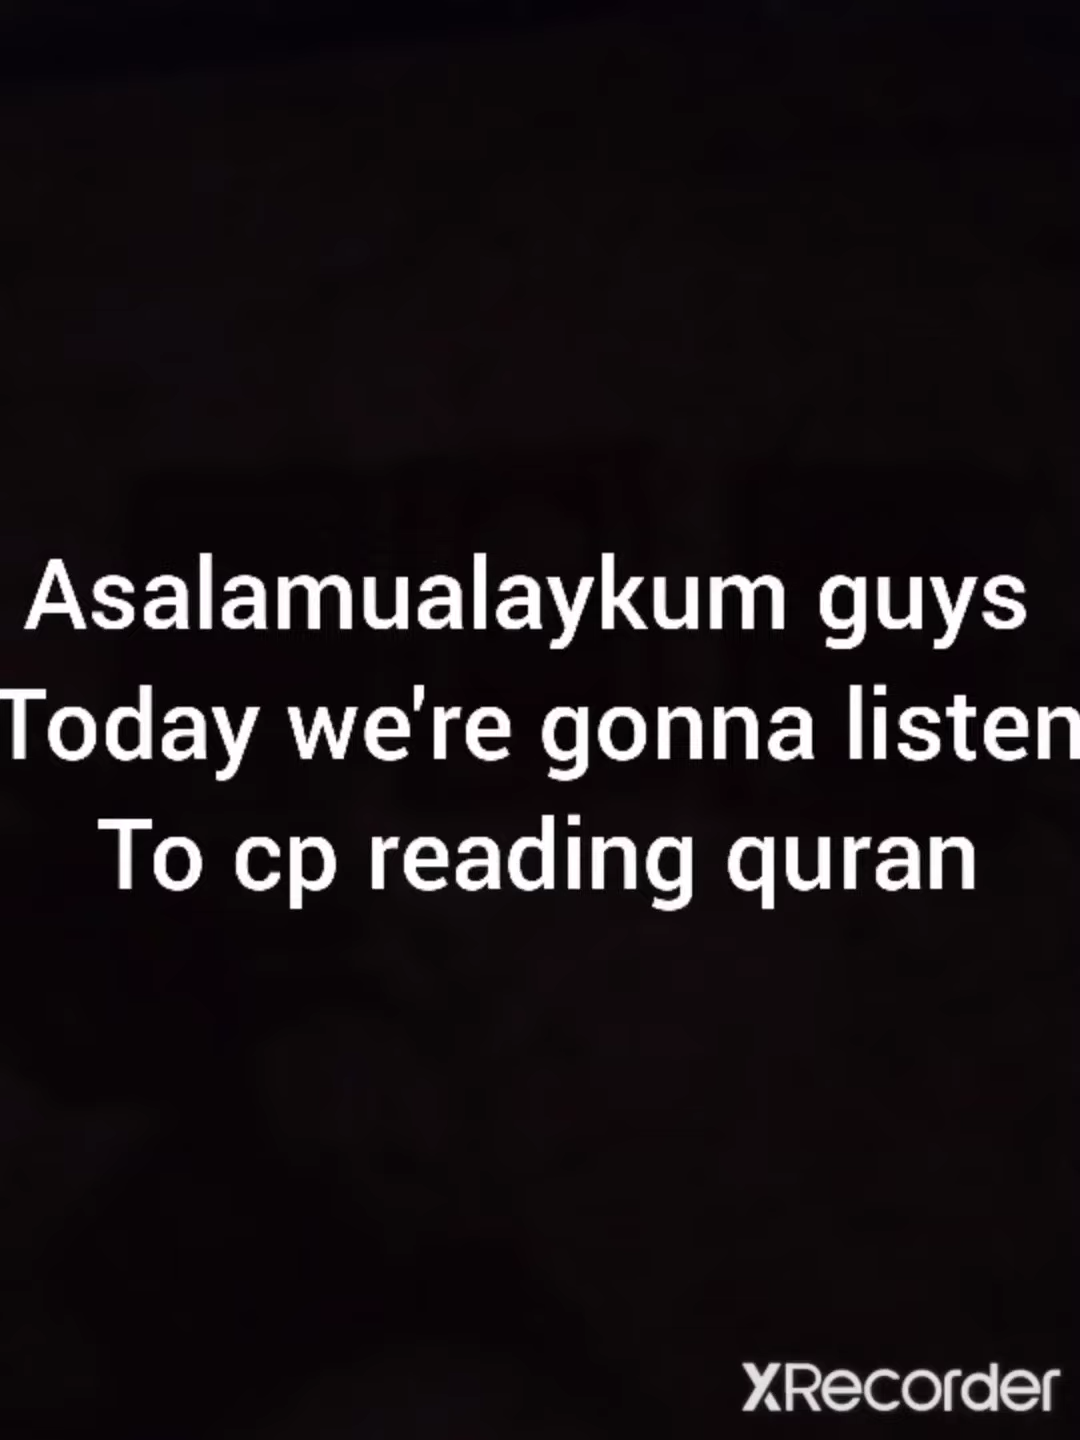 Asalamualaykum guys
Today we're gonna listen
To cp reading quran
XRecorder